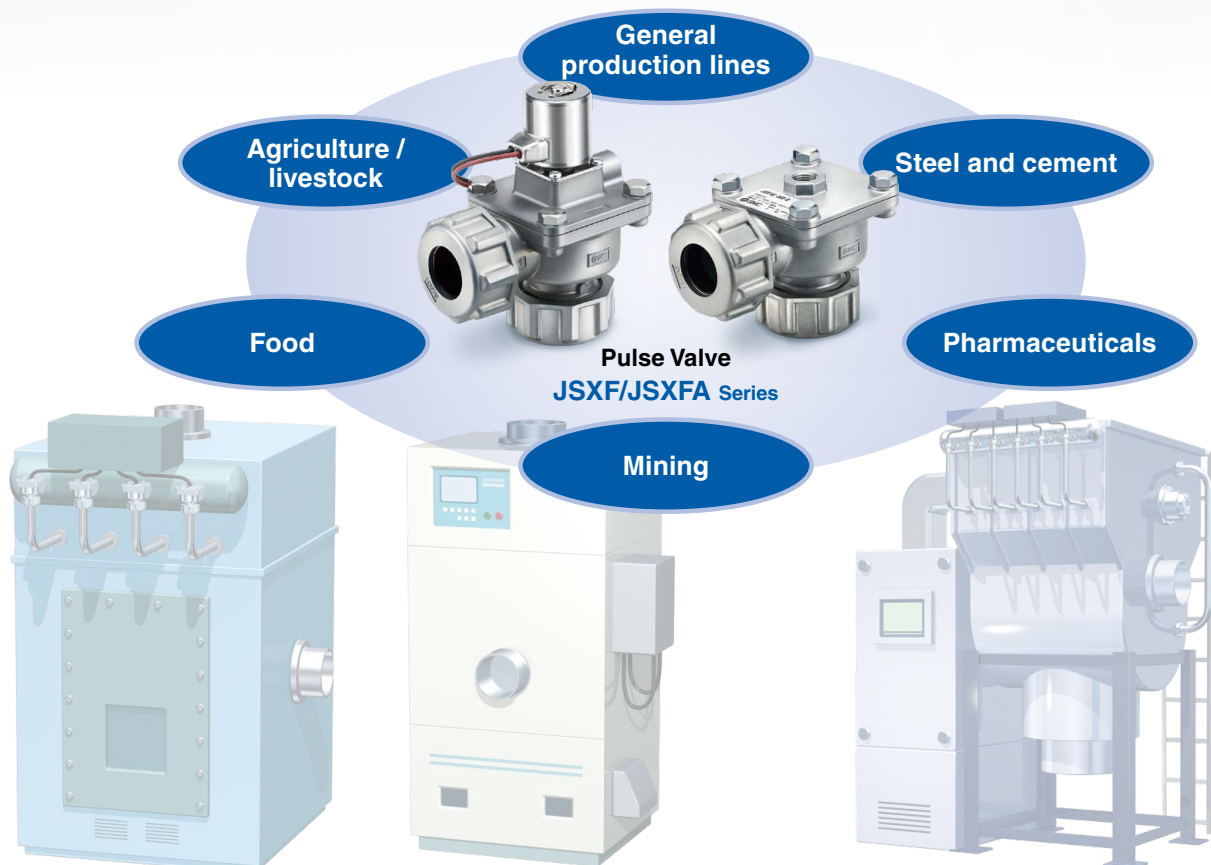 General
production lines
Agriculture /
livestock
Steel and cement
Food
Pharmaceuticals
Pulse Valve
JSXF/JSXFA Series
Mining